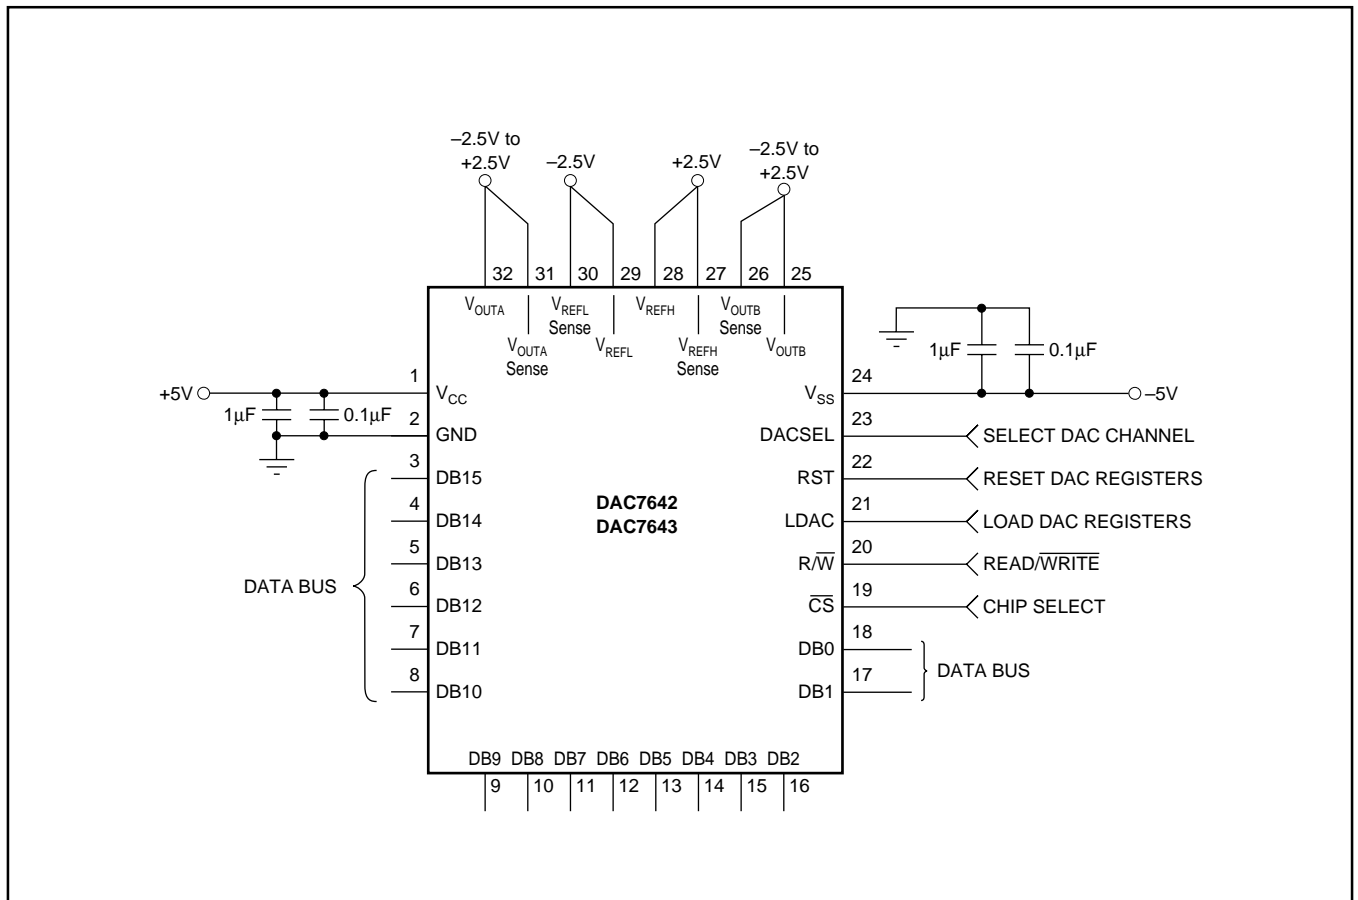 –2.5V to
+2.5V
–2.5V
+2.5V
–2.5V to
+2.5V
32
31
30
29
28
27
26
25
VOUTA
VOUTA
Sense
VREFL
Sense
VREFL
VREFH
VREFH
Sense
VOUTB
Sense
VOUTB
+5V
1µF
0.1µF
1
VCC
2
GND
3
DB15
4
DB14
5
DB13
6
DB12
7
DB11
8
DB10
DATA BUS
DAC7642
DAC7643
1µF
0.1µF
24
VSS
–5V
23
DACSEL
SELECT DAC CHANNEL
22
RST
RESET DAC REGISTERS
21
LDAC
LOAD DAC REGISTERS
20
R/W̅
READ/W̅R̅I̅T̅E̅
19
C̅S̅
CHIP SELECT
18
DB0
17
DB1
DATA BUS
DB9 DB8 DB7 DB6 DB5 DB4 DB3 DB2
9 10 11 12 13 14 15 16